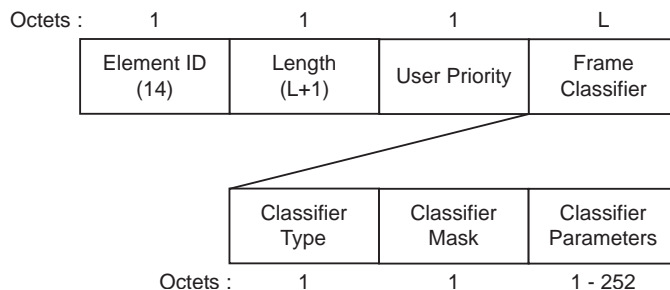 Octets : 1 1 1 L
Element ID
(14)
Length
(L+1)
User Priority
Frame
Classifier
Classifier
Type
Classifier
Mask
Classifier
Parameters
Octets : 1 1 1 - 252